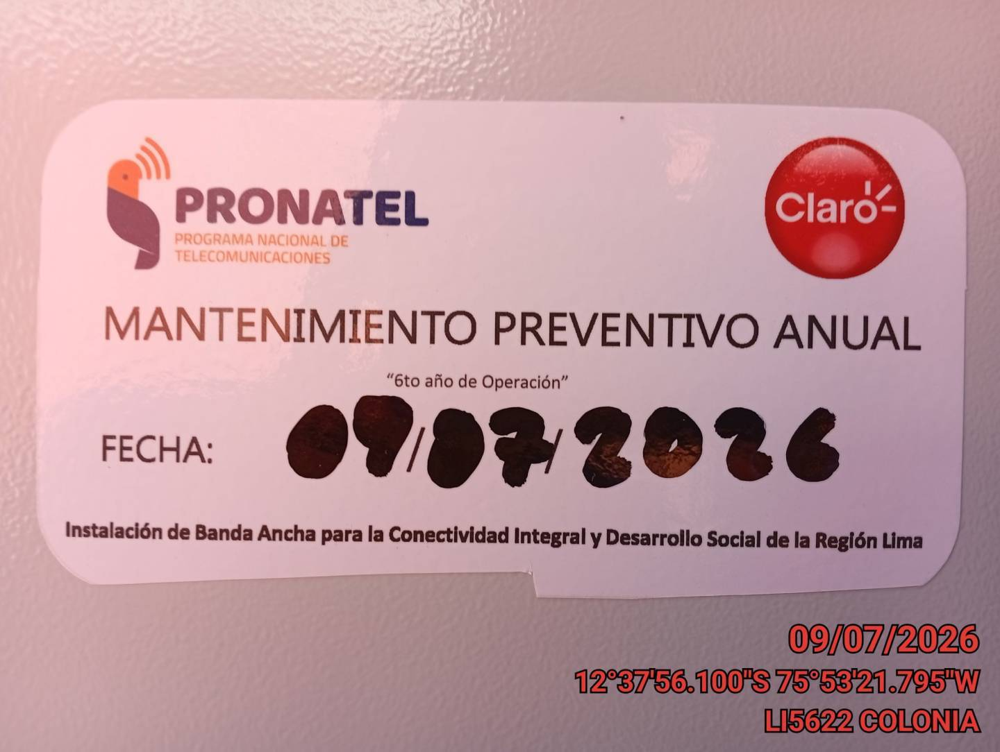 PRONATEL
PROGRAMA NACIONAL DE
TELECOMUNICACIONES
Claro
MANTENIMIENTO PREVENTIVO ANUAL
“6to año de Operación”
FECHA: 09/07/2026
Instalación de Banda Ancha para la Conectividad Integral y Desarrollo Social de la Región Lima
09/07/2026
12°37'56.100"S 75°53'21.795"W
LI5622 COLONIA